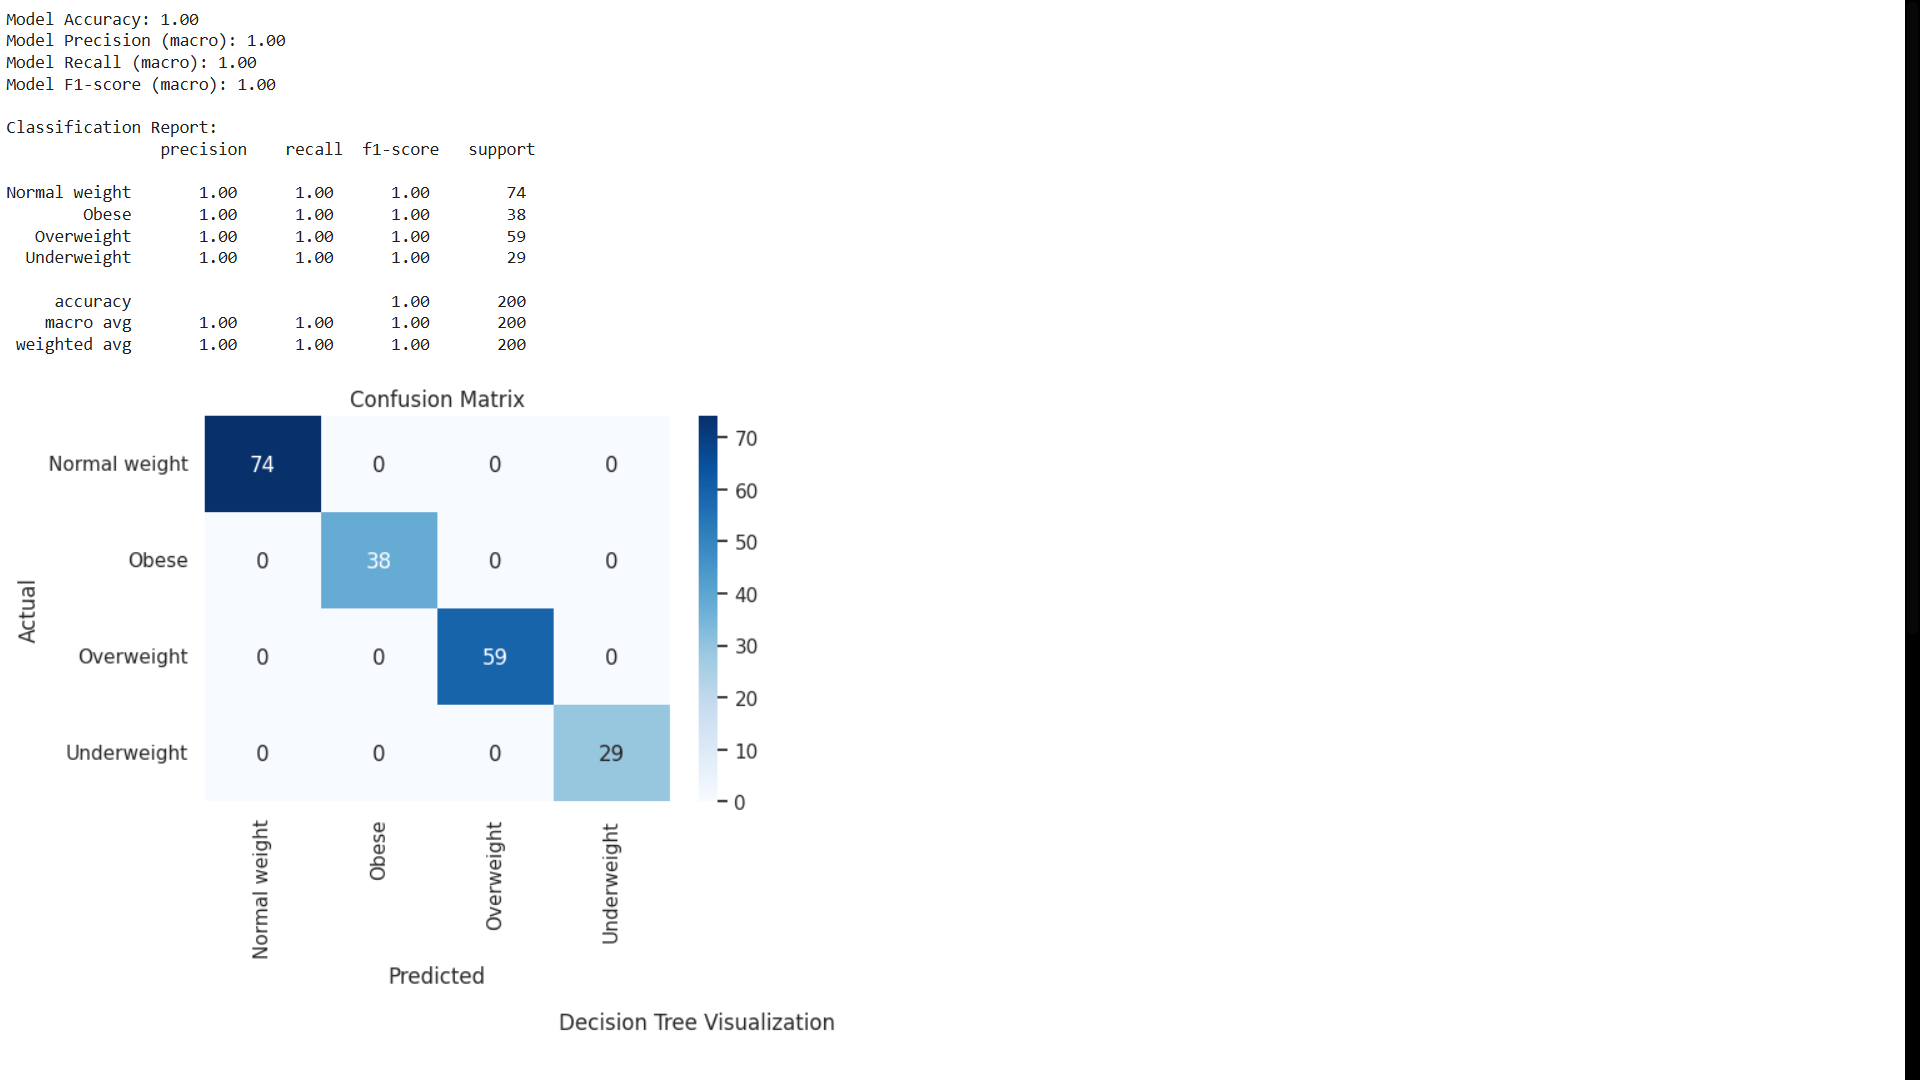 Model Accuracy: 1.00
Model Precision (macro): 1.00
Model Recall (macro): 1.00
Model F1-score (macro): 1.00
Classification Report:
precision recall f1-score support
Normal weight 1.00 1.00 1.00 74
Obese 1.00 1.00 1.00 38
Overweight 1.00 1.00 1.00 59
Underweight 1.00 1.00 1.00 29
accuracy 1.00 200
macro avg 1.00 1.00 1.00 200
weighted avg 1.00 1.00 1.00 200
Confusion Matrix
Normal weight 74 0 0 0
Obese 0 38 0 0
Overweight 0 0 59 0
Underweight 0 0 0 29
Actual
70
60
50
40
30
20
10
0
Normal weight
Obese
Overweight
Underweight
Predicted
Decision Tree Visualization